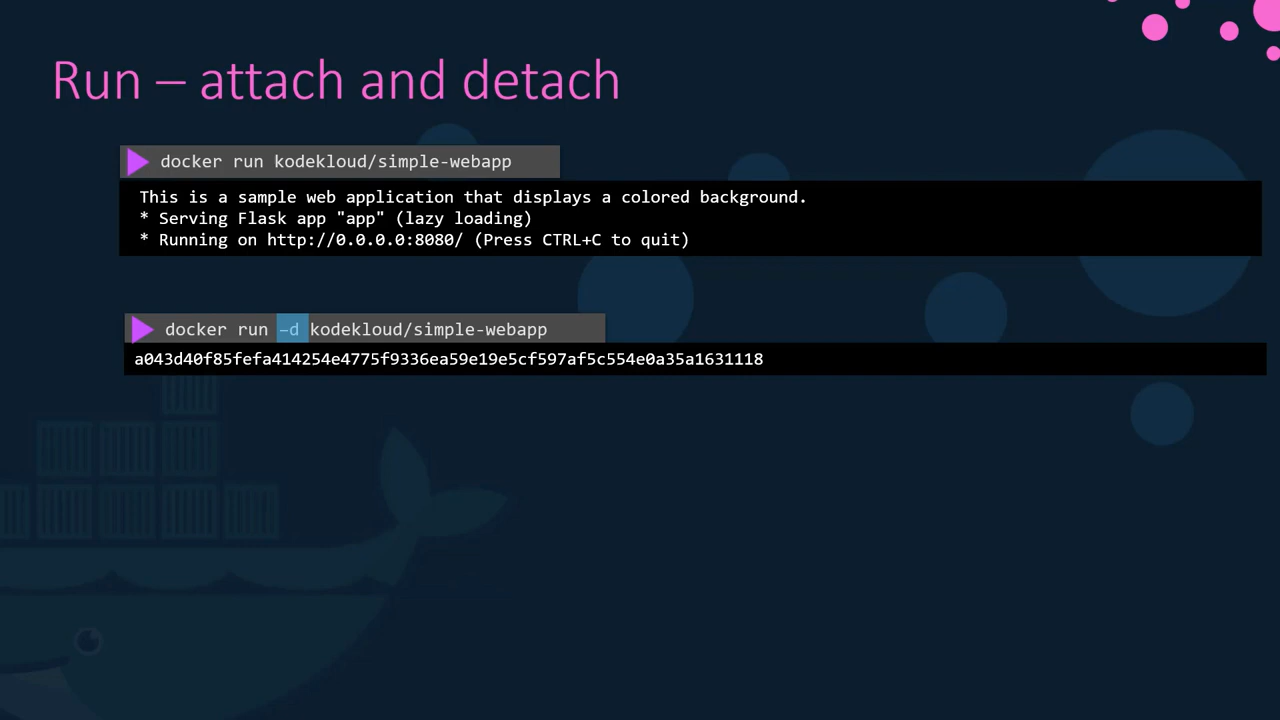 Run – attach and detach
docker run kodekloud/simple-webapp
This is a sample web application that displays a colored background.
* Serving Flask app "app" (lazy loading)
* Running on http://0.0.0.0:8080/ (Press CTRL+C to quit)
docker run –d kodekloud/simple-webapp
a043d40f85fefa414254e4775f9336ea59e19e5cf597af5c554e0a35a1631118